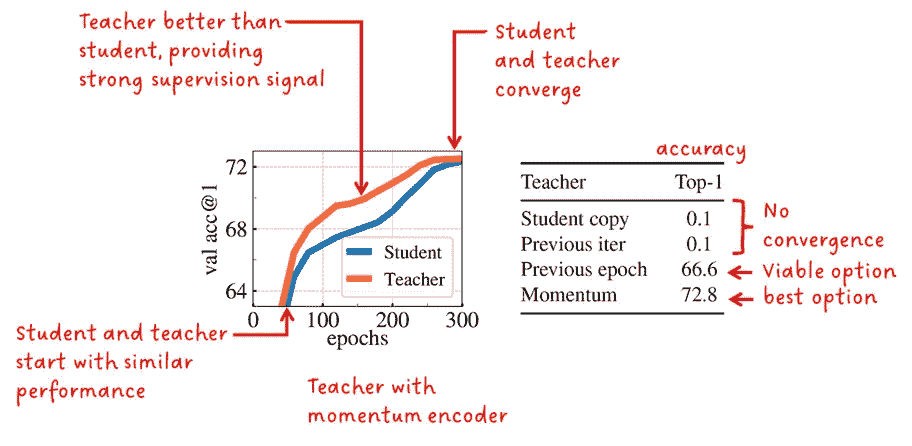 Teacher better than
student, providing
strong supervision signal
Student
and teacher
converge
val acc@1
72
68
64
0
100
200
300
epochs
Student
Teacher
Student and teacher
start with similar
performance
Teacher with
momentum encoder
accuracy
Teacher Top-1
Student copy 0.1
Previous iter 0.1
Previous epoch 66.6
Momentum 72.8
No
convergence
Viable option
best option